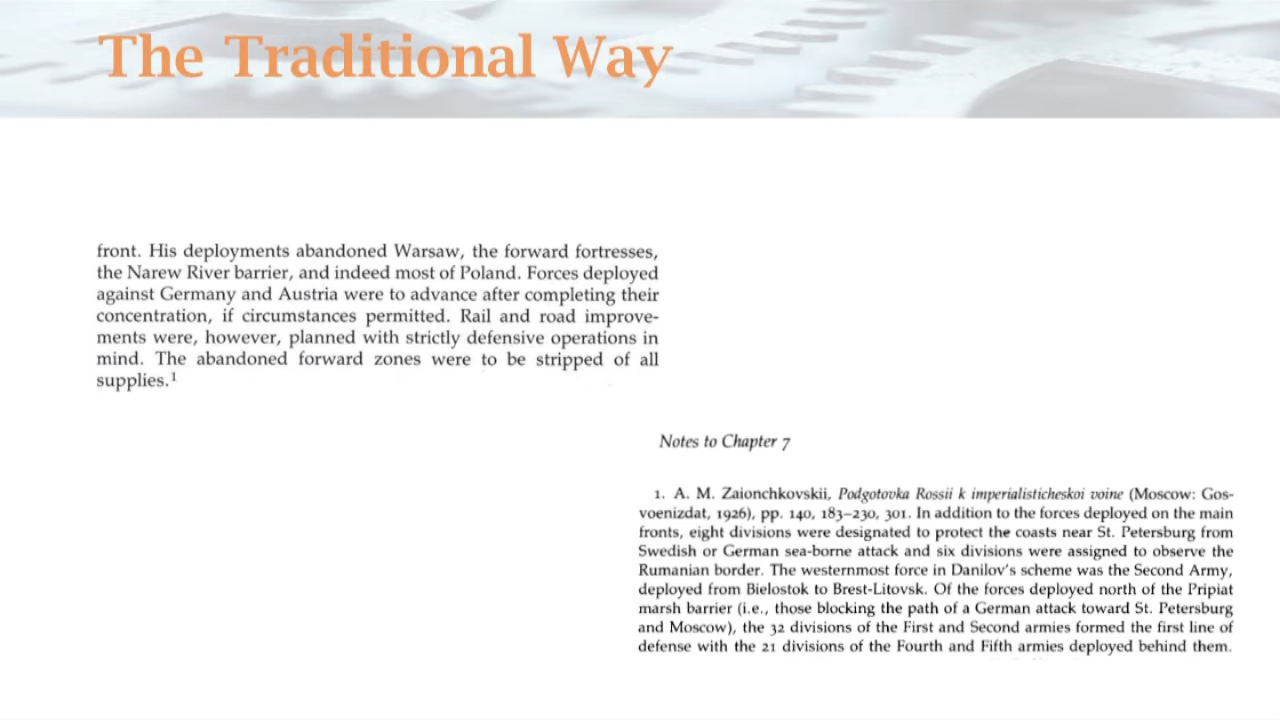 The Traditional Way
front. His deployments abandoned Warsaw, the forward fortresses,
the Narew River barrier, and indeed most of Poland. Forces deployed
against Germany and Austria were to advance after completing their
concentration, if circumstances permitted. Rail and road improve-
ments were, however, planned with strictly defensive operations in
mind. The abandoned forward zones were to be stripped of all
supplies.¹
Notes to Chapter 7
1. A. M. Zaionchkovskii, Podgotovka Rossii k imperialisticheskoi voine (Moscow: Gos-
voenizdat, 1926), pp. 140, 183–230, 301. In addition to the forces deployed on the main
fronts, eight divisions were designated to protect the coasts near St. Petersburg from
Swedish or German sea-borne attack and six divisions were assigned to observe the
Rumanian border. The westernmost force in Danilov's scheme was the Second Army,
deployed from Bielostok to Brest-Litovsk. Of the forces deployed north of the Pripiat
marsh barrier (i.e., those blocking the path of a German attack toward St. Petersburg
and Moscow), the 32 divisions of the First and Second armies formed the first line of
defense with the 21 divisions of the Fourth and Fifth armies deployed behind them.